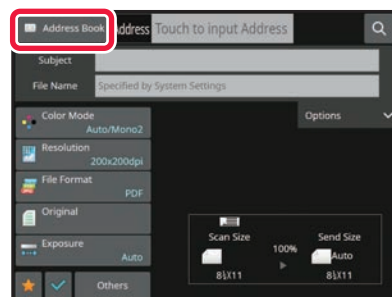 Address Book Address Touch to input Address
Subject
File Name Specified by System Settings
Color Mode
Auto/Mono2
Options
Resolution
200x200dpi
File Format
PDF
Original
Scan Size 100% Send Size
Auto
Exposure
Auto
8½X11 8½X11
Others